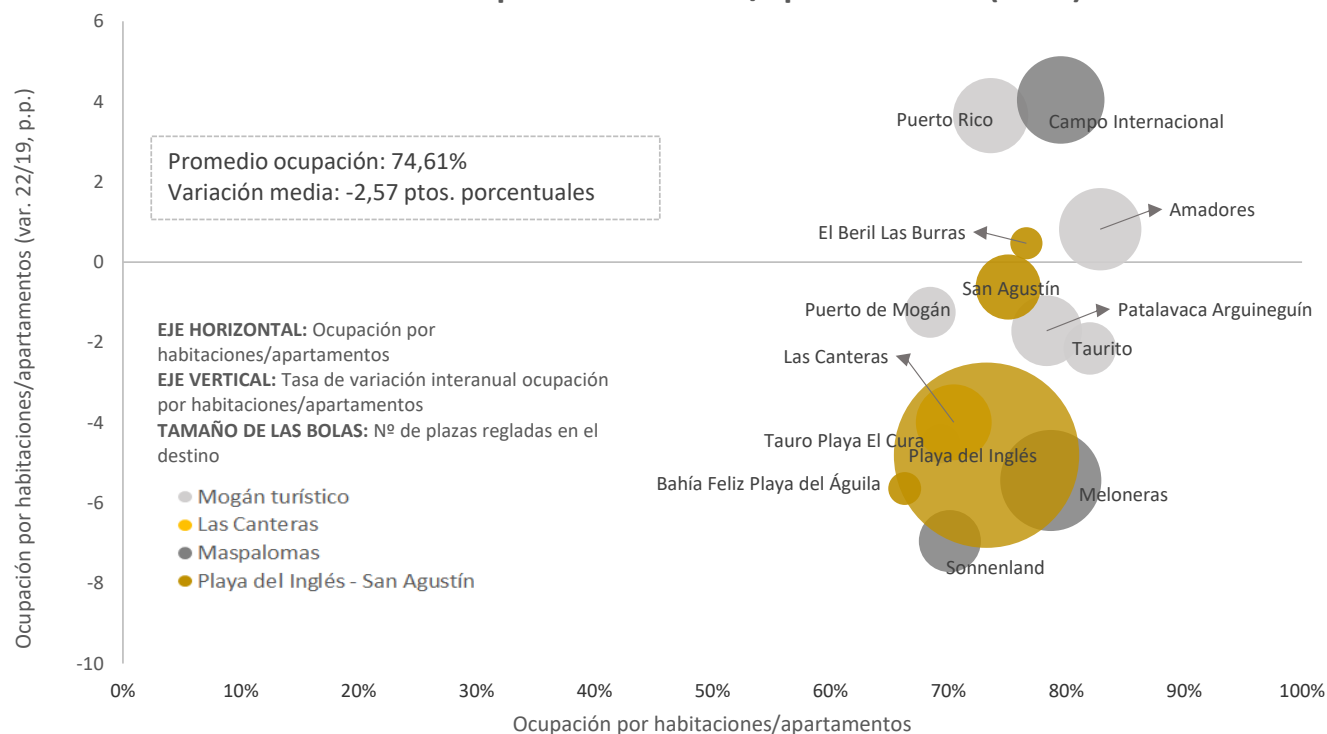 6
4
2
0
-2
-4
-6
-8
-10
Ocupación por habitaciones/apartamentos (var. 22/19, p.p.)
Promedio ocupación: 74,61%
Variación media: -2,57 ptos. porcentuales
Puerto Rico
Campo Internacional
Amadores
El Beril Las Burras
San Agustín
Puerto de Mogán
Patalavaca Arguineguín
Taurito
Las Canteras
Tauro Playa El Cura
Playa del Inglés
Bahía Feliz Playa del Águila
Meloneras
Sonnenland
EJE HORIZONTAL: Ocupación por
habitaciones/apartamentos
EJE VERTICAL: Tasa de variación interanual ocupación
por habitaciones/apartamentos
TAMAÑO DE LAS BOLAS: Nº de plazas regladas en el
destino
Mogán turístico
Las Canteras
Maspalomas
Playa del Inglés - San Agustín
0% 10% 20% 30% 40% 50% 60% 70% 80% 90% 100%
Ocupación por habitaciones/apartamentos